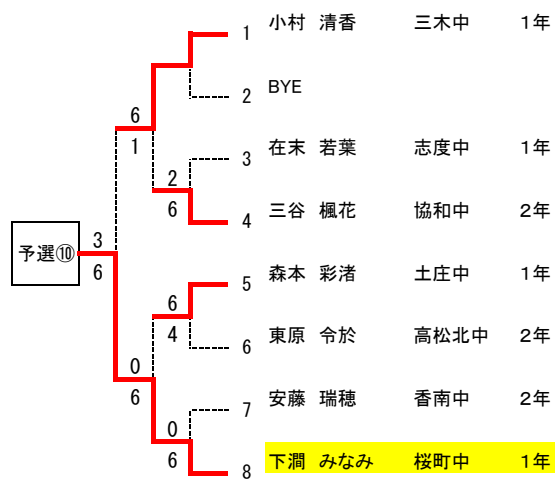 1 小村 清香 三木中 1年
2 BYE
6
1
3 在末 若葉 志度中 1年
2
6
4 三谷 楓花 協和中 2年
予選⑩
3
6
5 森本 彩渚 土庄中 1年
6
4
6 東原 令於 高松北中 2年
0
6
7 安藤 瑞穂 香南中 2年
0
6
8 下澗 みなみ 桜町中 1年